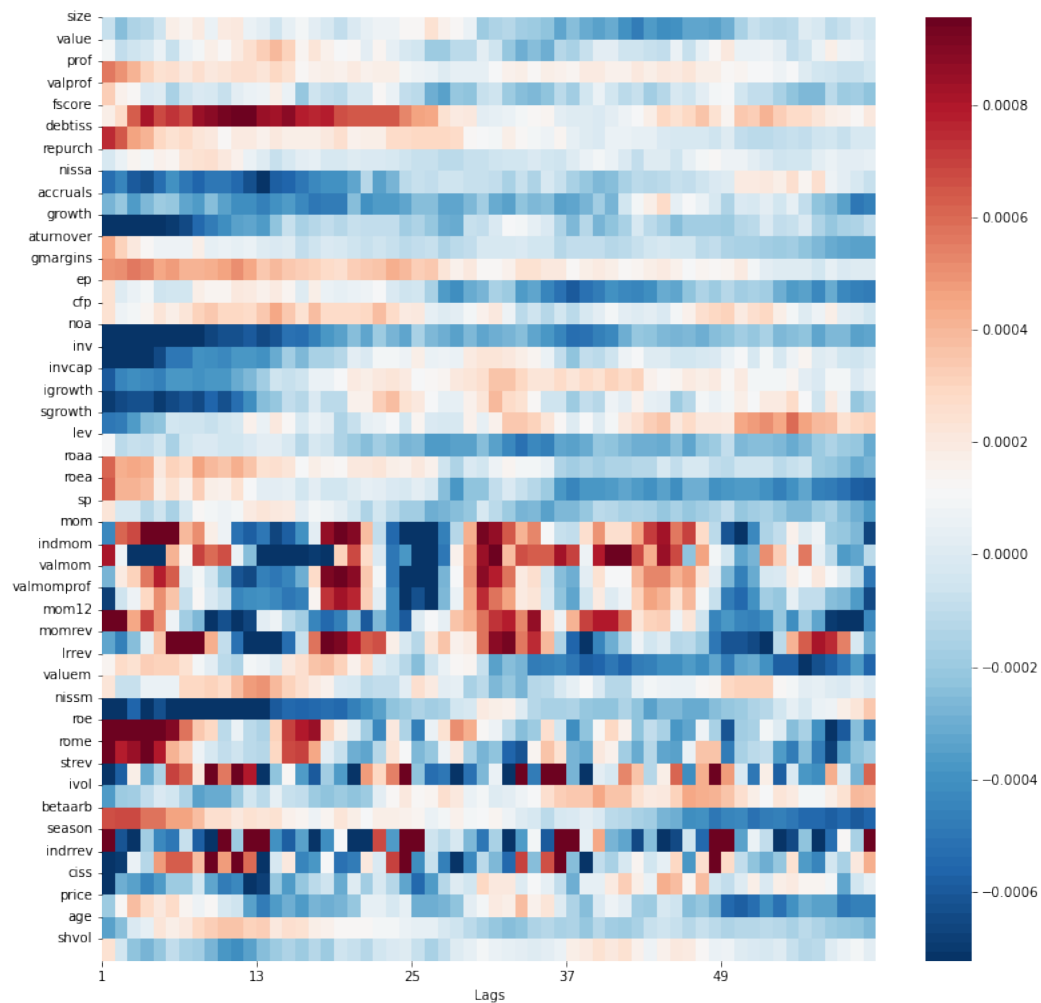 size
value
prof
valprof
fscore
debtiss
repurch
nissa
accruals
growth
aturnover
gmargins
ep
cfp
noa
inv
invcap
igrowth
sgrowth
lev
roaa
roea
sp
mom
indmom
valmom
valmomprof
mom12
momrev
lrrev
valuem
nissm
roe
rome
strev
ivol
betaarb
season
indrrev
ciss
price
age
shvol
1 13 25 37 49
Lags
0.0008
0.0006
0.0004
0.0002
0.0000
−0.0002
−0.0004
−0.0006